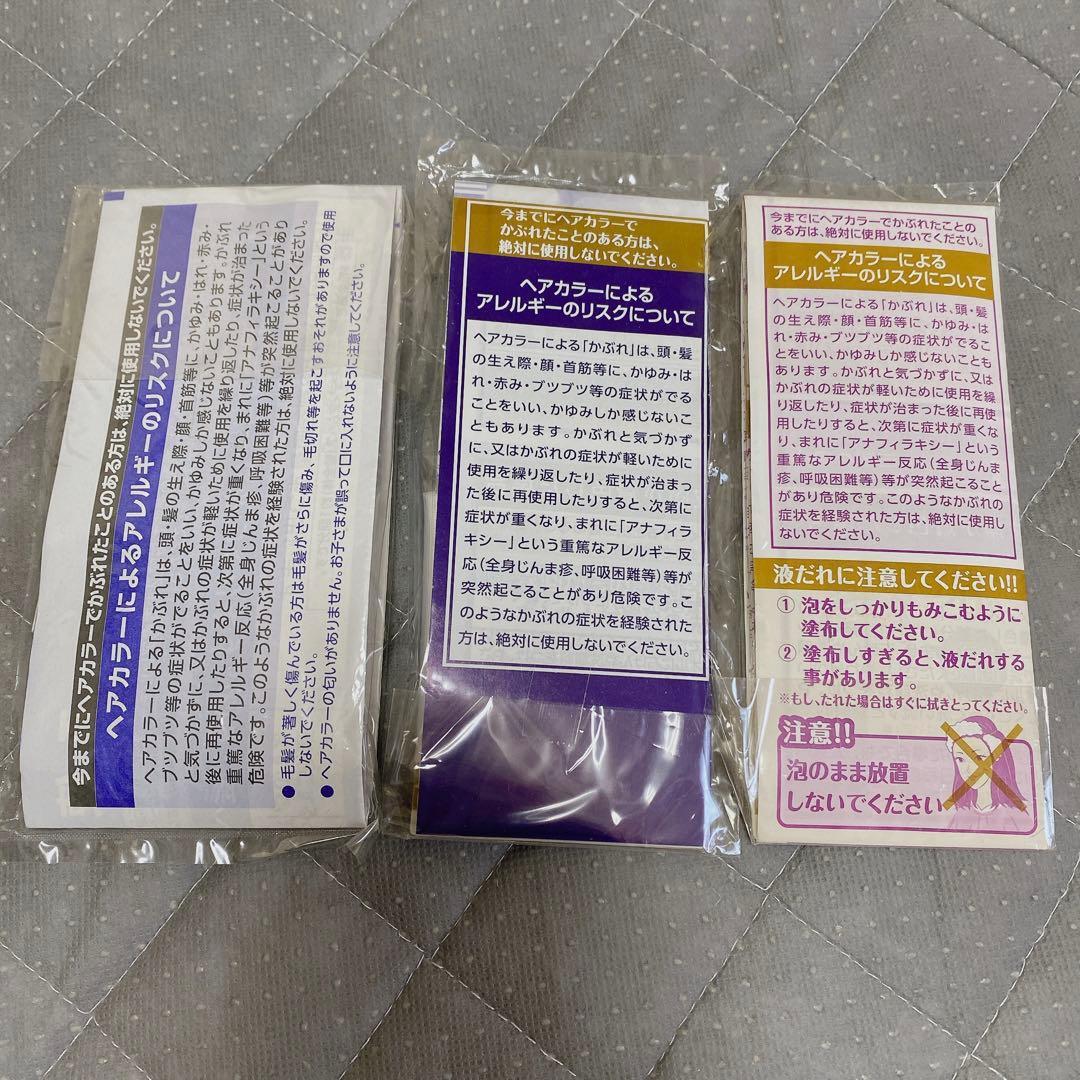 今までにヘアカラーでかぶれたことのある方は、絶対に使用しないでください。
ヘアカラーによるアレルギーのリスクについて
ヘアカラーによる「かぶれ」は、頭・髪の生え際・顔・首筋等に、かゆみ・はれ・赤み・
ブツブツ等の症状がでることをいい、かゆみしか感じないこともあります。かぶれ
と気づかずに、又はかぶれの症状が軽いために使用を繰り返したり、症状が治まった
後に再使用したりすると、次第に症状が重くなり、まれに「アナフィラキシー」という
重篤なアレルギー反応(全身じんま疹、呼吸困難等)等が突然起こることがあり
危険です。このようなかぶれの症状を経験された方は、絶対に使用しないでください。
●毛髪が著しく傷んでいる方は毛髪がさらに傷み、毛切れ等を起こすおそれがありますので使用
しないでください。
●ヘアカラーの匂いがありません。お子さまが誤って口に入れないように注意してください。
今までにヘアカラーで
かぶれたことのある方は、
絶対に使用しないでください。
ヘアカラーによる
アレルギーのリスクについて
ヘアカラーによる「かぶれ」は、頭・髪
の生え際・顔・首筋等に、かゆみ・は
れ・赤み・ブツブツ等の症状がでる
ことをいい、かゆみしか感じないこ
ともあります。かぶれと気づかず
に、又はかぶれの症状が軽いために
使用を繰り返したり、症状が治まっ
た後に再使用したりすると、次第に
症状が重くなり、まれに「アナフィラ
キシー」という重篤なアレルギー反
応(全身じんま疹、呼吸困難等)等が
突然起こることがあり危険です。こ
のようなかぶれの症状を経験された
方は、絶対に使用しないでください。
今までにヘアカラーでかぶれたことの
ある方は、絶対に使用しないでください。
ヘアカラーによる
アレルギーのリスクについて
ヘアカラーによる「かぶれ」は、頭・髪
の生え際・顔・首筋等に、かゆみ・は
れ・赤み・ブツブツ等の症状がでるこ
とをいい、かゆみしか感じないことも
あります。かぶれと気づかずに、又は
かぶれの症状が軽いために使用を繰
り返したり、症状が治まった後に再使
用したりすると、次第に症状が重くな
り、まれに「アナフィラキシー」という
重篤なアレルギー反応(全身じんま
疹、呼吸困難等)等が突然起こること
があり危険です。このようなかぶれの
症状を経験された方は、絶対に使用し
ないでください。
液だれに注意してください!!
① 泡をしっかりもみこむように
塗布してください。
② 塗布しすぎると、液だれする
事があります。
※もし、たれた場合はすぐに拭きとってください。
注意!!
泡のまま放置
しないでください